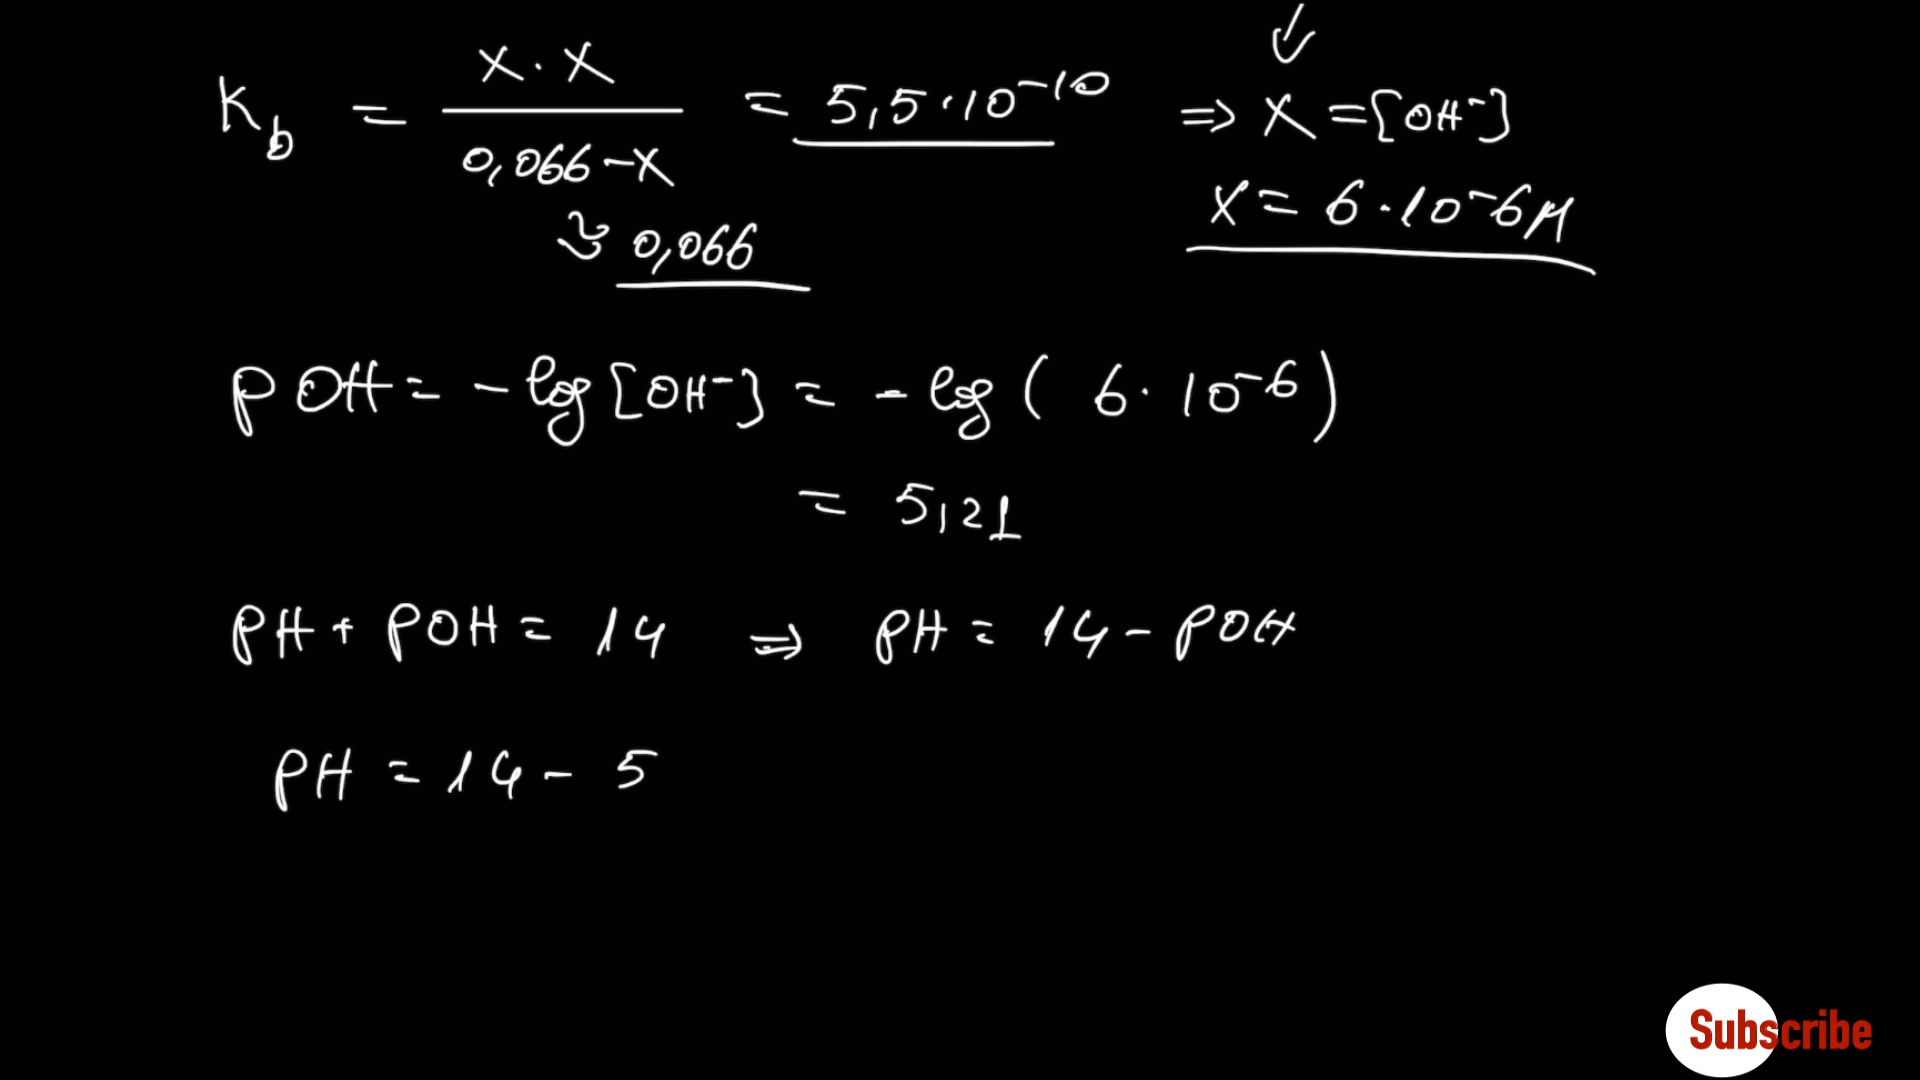 ↓
K_b = x · x / 0,066 - x = 5,5 · 10^-10 ⇒ x = [OH^-]
≈ 0,066
x = 6 · 10^-6 M
pOH = - log [OH^-] = - log ( 6 · 10^-6 )
= 5,21
pH + pOH = 14 ⇒ pH = 14 - pOH
pH = 14 - 5
Subscribe